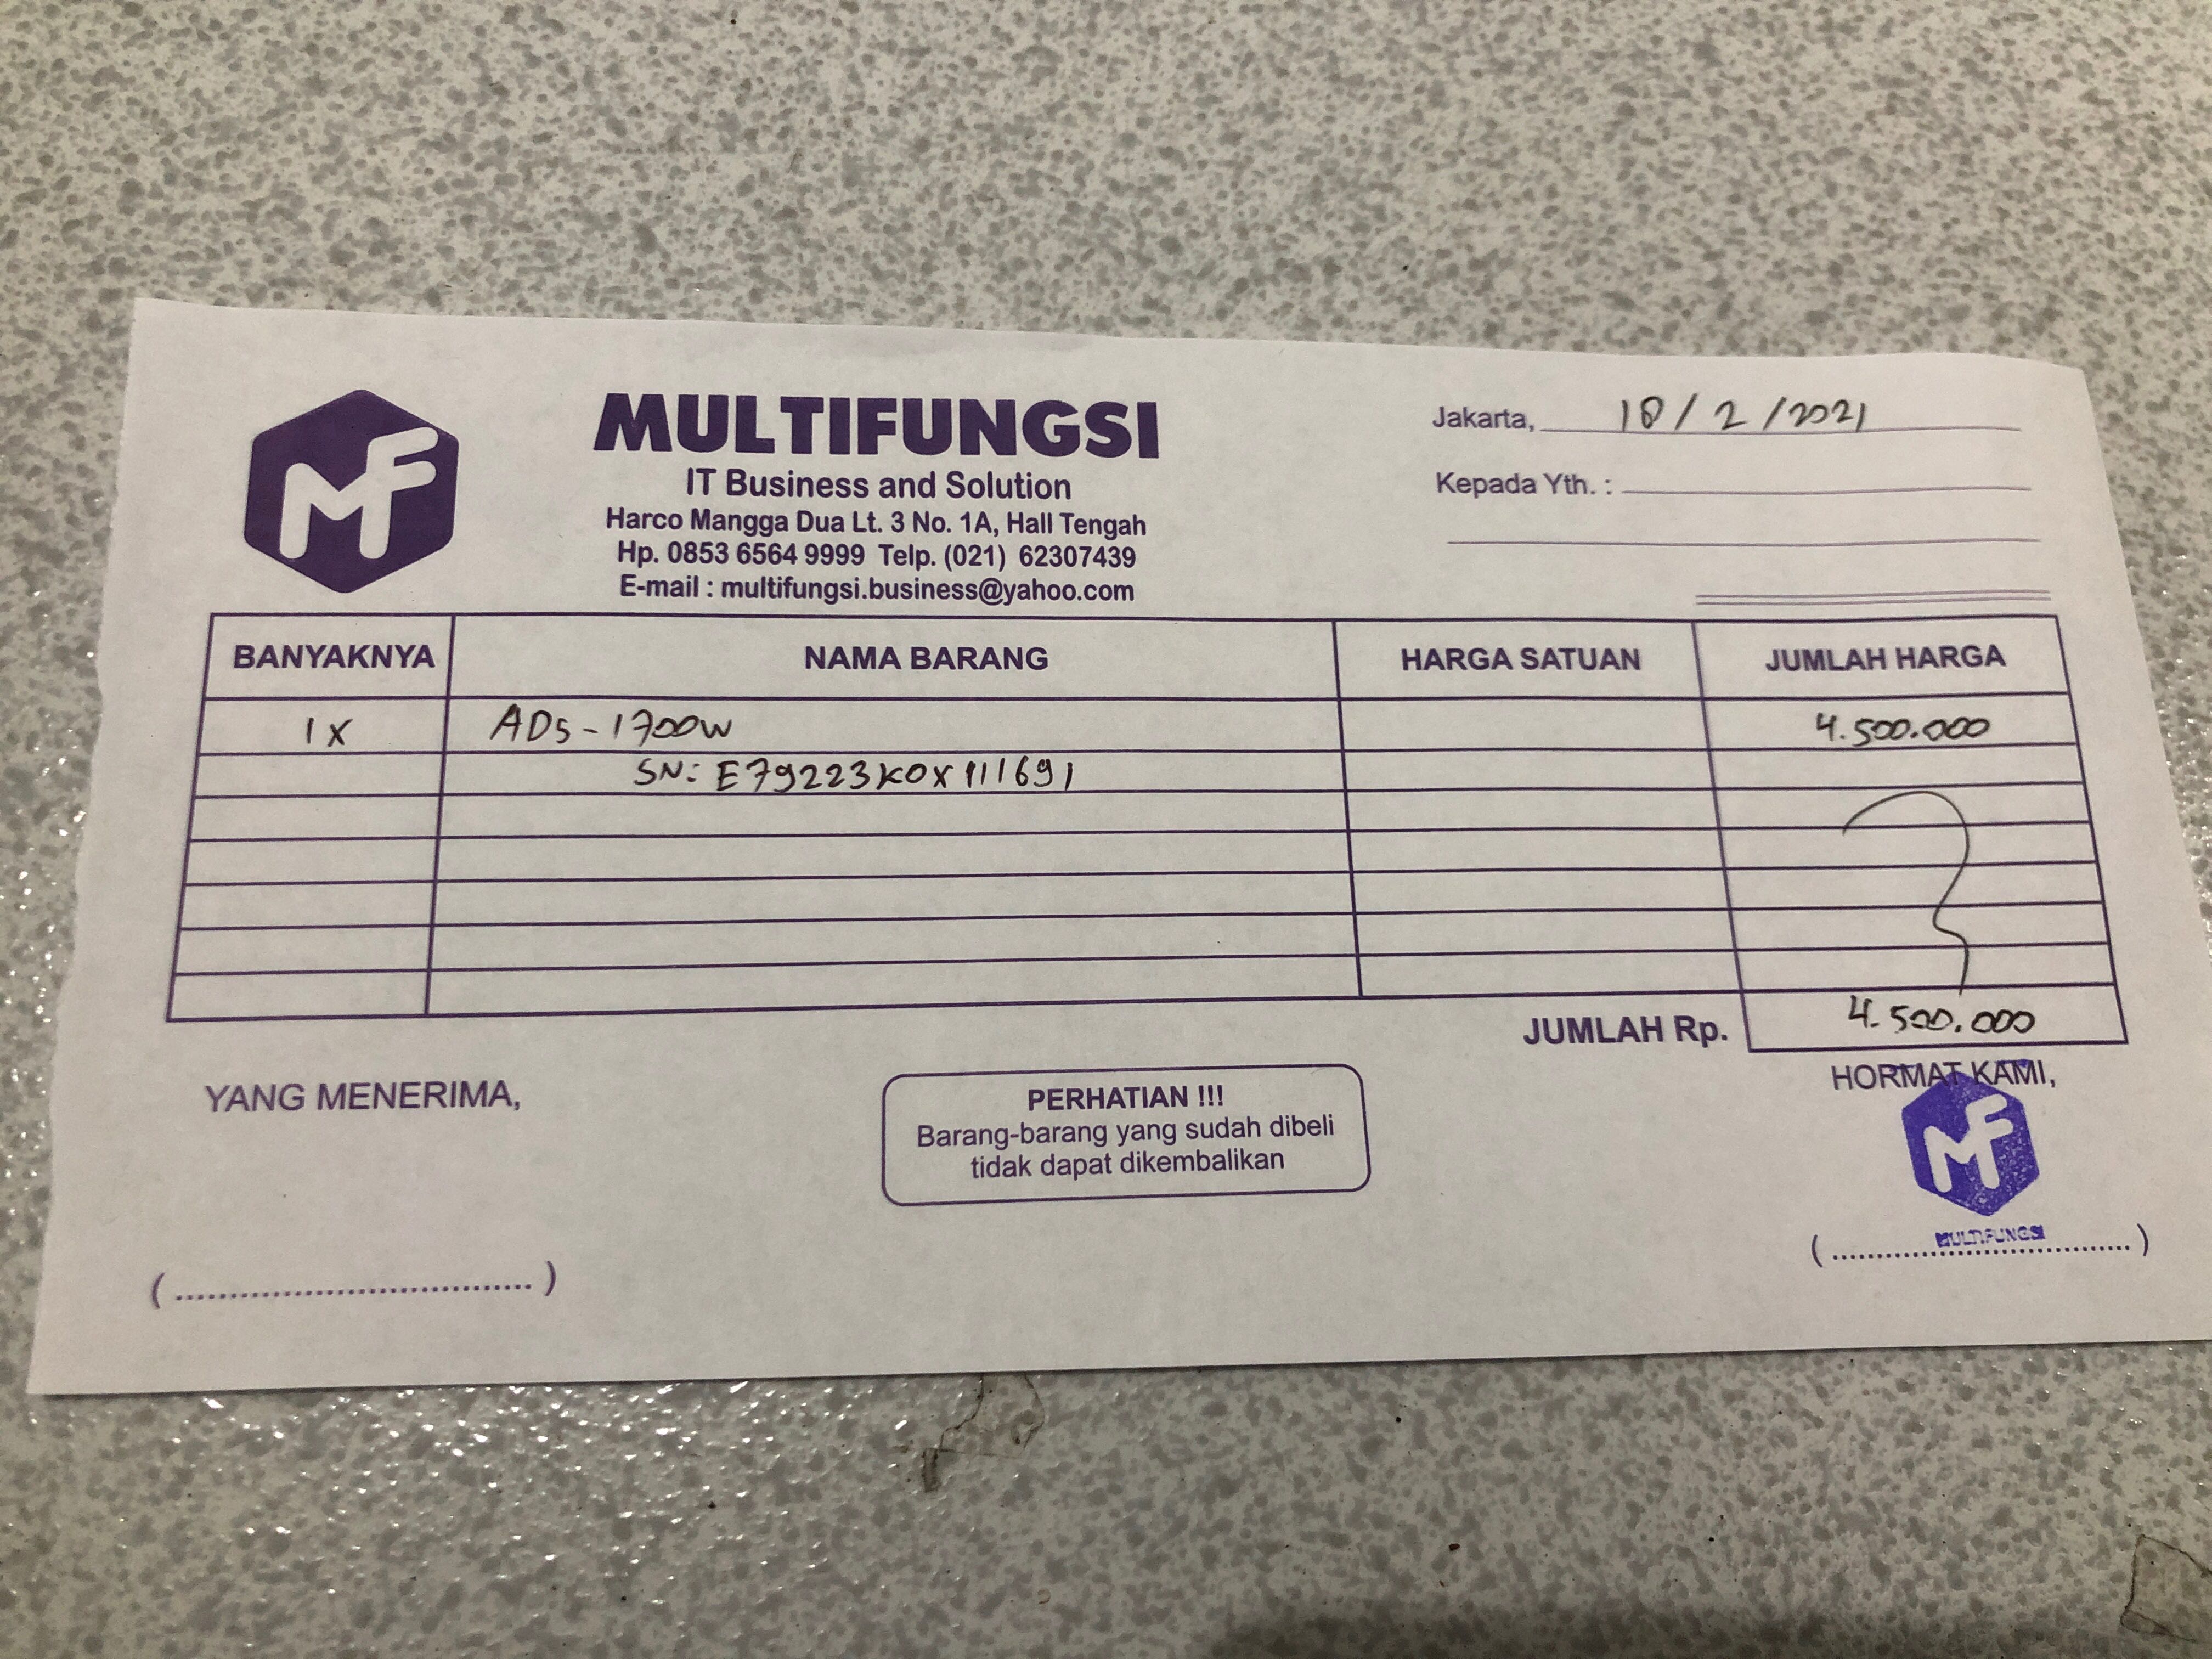 MF
MULTIFUNGSI
IT Business and Solution
Harco Mangga Dua Lt. 3 No. 1A, Hall Tengah
Hp. 0853 6564 9999 Telp. (021) 62307439
E-mail : multifungsi.business@yahoo.com
Jakarta, 18/2/2021
Kepada Yth. :
BANYAKNYA NAMA BARANG HARGA SATUAN JUMLAH HARGA
1X ADS-1700W 4.500.000
SN: E79223K0X111691
JUMLAH Rp. 4.500.000
YANG MENERIMA,
PERHATIAN !!!
Barang-barang yang sudah dibeli
tidak dapat dikembalikan
HORMAT KAMI,
MF
MULTIFUNGSI
(..................................)
(..................................)